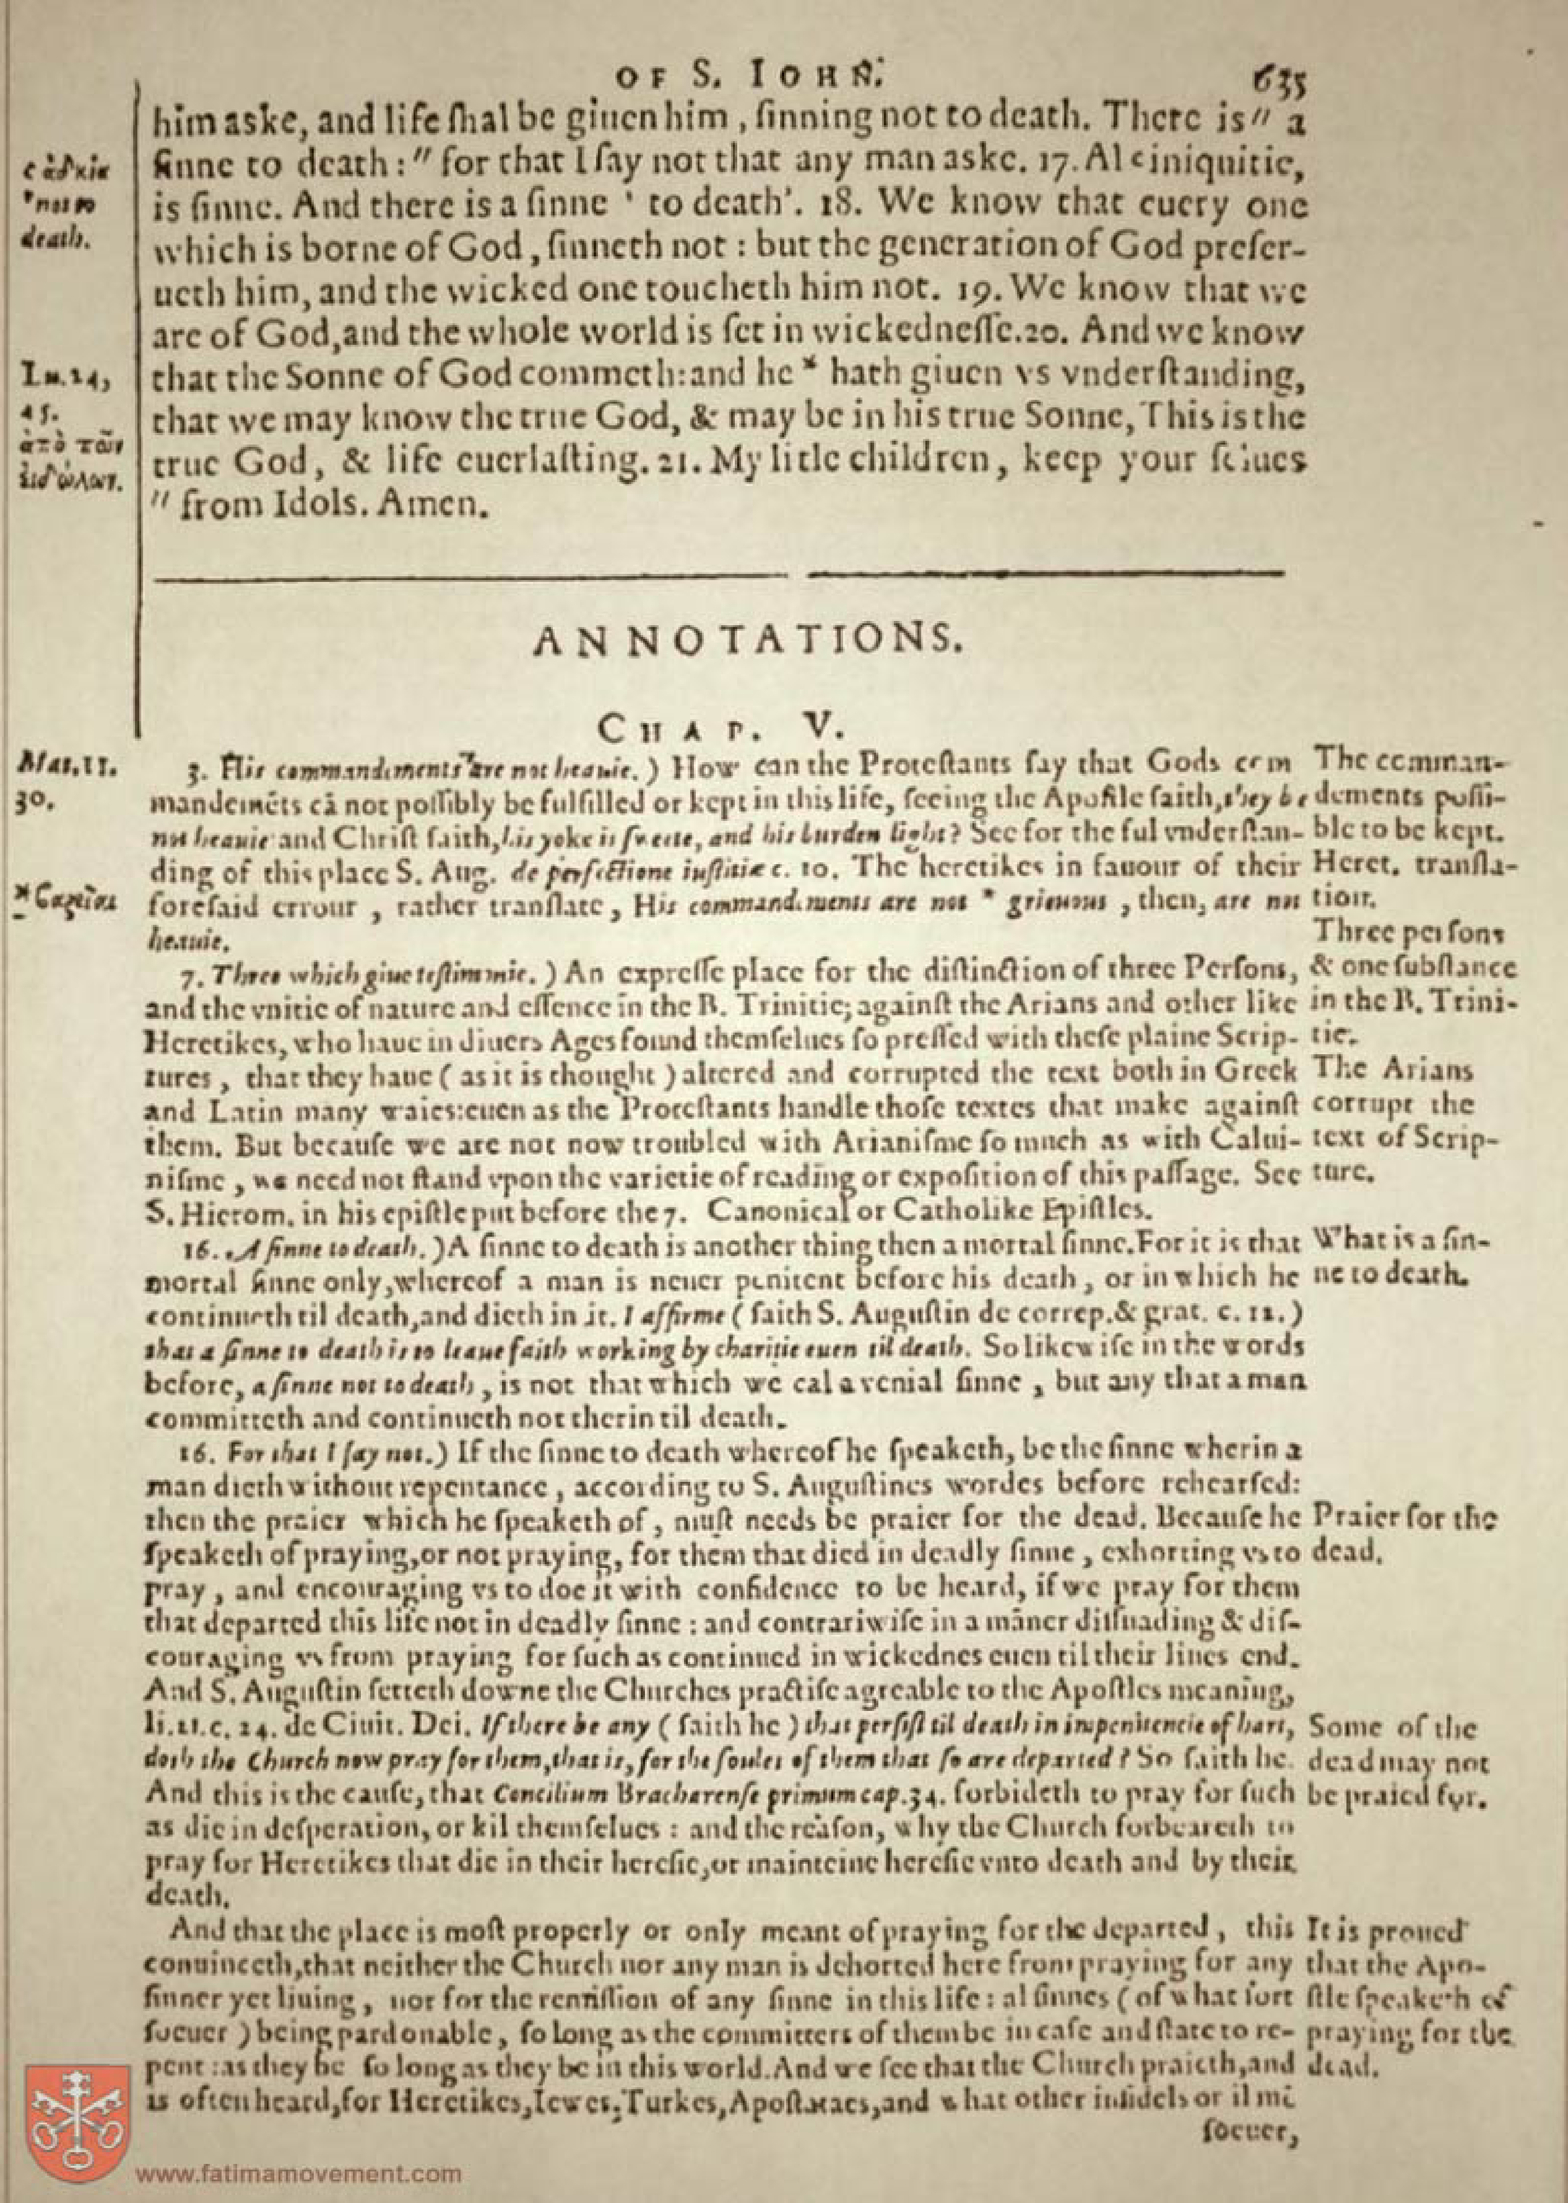 OF S. IOHN.
635
him aske, and life ſhal be giuen him, ſinning not to death. There is " a
ſinne to death: " for that I ſay not that any man aske. 17. Al c iniquitie,
is ſinne. And there is a ſinne ' to death'. 18. We know that euery one
which is borne of God, ſinneth not: but the generation of God preſer-
ueth him, and the wicked one toucheth him not. 19. We know that we
are of God, and the whole world is ſet in wickedneſſe. 20. And we know
that the Sonne of God commeth: and he * hath giuen vs vnderſtanding,
that we may know the true God, & may be in his true Sonne, This is the
true God, & life euerlaſting. 21. My litle children, keep your ſelues
" from Idols. Amen.
c ἀδικία
'not to
death.
Lu. 24,
45.
ἀπὸ τῶν
εἰδώλων.
ANNOTATIONS.
CHAP. V.
Mat. 11.
30.
3. His commandements are not heauie.) How can the Proteſtants ſay that Gods com
mandemēts cā not poſſibly be fulfilled or kept in this life, ſeeing the Apoſtle ſaith, they be
not heauie and Chriſt ſaith, his yoke is ſweete, and his burden light? See for the ful vnderſtan-
ding of this place S. Aug. de perfectione iuſtitiæ c. 10. The heretikes in fauour of their
foreſaid errour, rather tranſlate, His commandements are not * grieuous, then, are not
heauie.
The comman-
dements poſſi-
ble to be kept.
Heret. tranſla-
tion.
* βαρεῖαι
7. Three which giue teſtimonie.) An expreſſe place for the diſtinction of three Perſons,
and the vnitie of nature and eſſence in the B. Trinitie; againſt the Arians and other like
Heretikes, who haue in diuers Ages found themſelues ſo preſſed with theſe plaine Scrip-
tures, that they haue (as it is thought) altered and corrupted the text both in Greek
and Latin many waies: euen as the Proteſtants handle thoſe textes that make againſt
them. But becauſe we are not now troubled with Arianiſme ſo much as with Calui-
niſme, we need not ſtand vpon the varietie of reading or expoſition of this paſſage. See
S. Hierom. in his epiſtle put before the 7. Canonical or Catholike Epiſtles.
Three perſons
& one ſubſtance
in the B. Trini-
tie.
The Arians
corrupt the
text of Scrip-
ture.
16. A ſinne to death.) A ſinne to death is another thing then a mortal ſinne. For it is that
mortal ſinne only, whereof a man is neuer penitent before his death, or in which he
continueth til death, and dieth in it. I affirme (ſaith S. Auguſtin de correp. & grat. c. 12.)
that a ſinne to death is to leaue faith working by charitie euen til death. So likewiſe in the words
before, a ſinne not to death, is not that which we cal a venial ſinne, but any that a man
committeth and continueth not therin til death.
What is a ſin-
ne to death.
16. For that I ſay not.) If the ſinne to death whereof he ſpeaketh, be the ſinne wherin a
man dieth without repentance, according to S. Auguſtines wordes before rehearſed:
then the praier which he ſpeaketh of, muſt needs be praier for the dead. Becauſe he
ſpeaketh of praying, or not praying, for them that died in deadly ſinne, exhorting vs to
pray, and encouraging vs to doe it with confidence to be heard, if we pray for them
that departed this life not in deadly ſinne: and contrariwiſe in a māner diſſuading & diſ-
couraging vs from praying for ſuch as continued in wickednes euen til their liues end.
And S. Auguſtin ſetteth downe the Churches practiſe agreable to the Apoſtles meaning,
li. 21. c. 24. de Ciuit. Dei. If there be any (ſaith he) that perſiſt til death in impenitencie of hart,
doth the Church now pray for them, that is, for the ſoules of them that ſo are departed? So ſaith he.
And this is the cauſe, that Concilium Bracharenſe primum cap. 34. forbideth to pray for ſuch
as die in deſperation, or kil themſelues: and the reaſon, why the Church forbeareth to
pray for Heretikes that die in their hereſie, or mainteine hereſie vnto death and by their
death.
Praier for the
dead.
Some of the
dead may not
be praied for.
And that the place is moſt properly or only meant of praying for the departed, this
conuinceth, that neither the Church nor any man is dehorted here from praying for any
ſinner yet liuing, nor for the remiſſion of any ſinne in this life: al ſinnes (of what ſort
ſoeuer) being pardonable, ſo long as the committers of them be in caſe and ſtate to re-
pent: as they be ſo long as they be in this world. And we ſee that the Church praieth, and
is often heard, for Heretikes, Iewes, Turkes, Apoſtataes, and what other infidels or il mē
ſoeuer,
It is proued
that the Apo-
ſtle ſpeaketh of
praying for the
dead.
www.fatimamovement.com